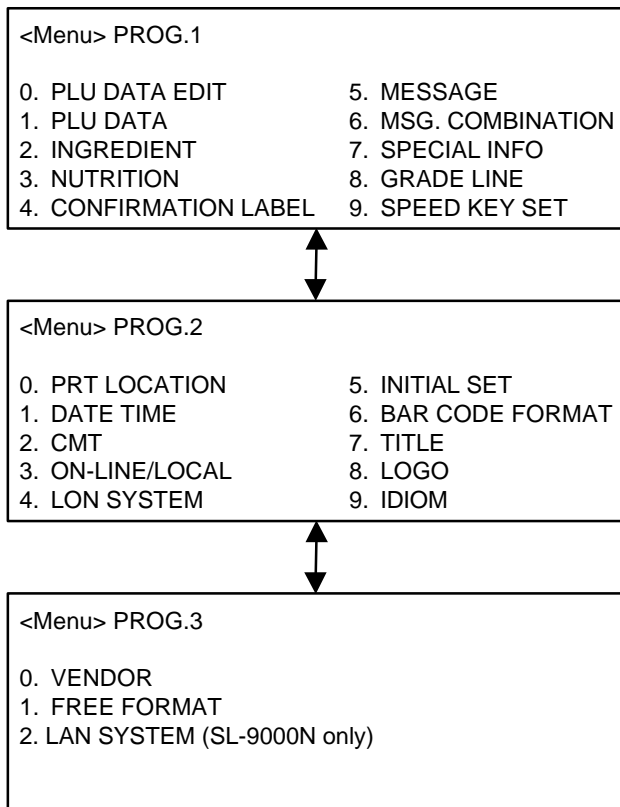 <Menu> PROG.1
0. PLU DATA EDIT 5. MESSAGE
1. PLU DATA 6. MSG. COMBINATION
2. INGREDIENT 7. SPECIAL INFO
3. NUTRITION 8. GRADE LINE
4. CONFIRMATION LABEL 9. SPEED KEY SET
<Menu> PROG.2
0. PRT LOCATION 5. INITIAL SET
1. DATE TIME 6. BAR CODE FORMAT
2. CMT 7. TITLE
3. ON-LINE/LOCAL 8. LOGO
4. LON SYSTEM 9. IDIOM
<Menu> PROG.3
0. VENDOR
1. FREE FORMAT
2. LAN SYSTEM (SL-9000N only)